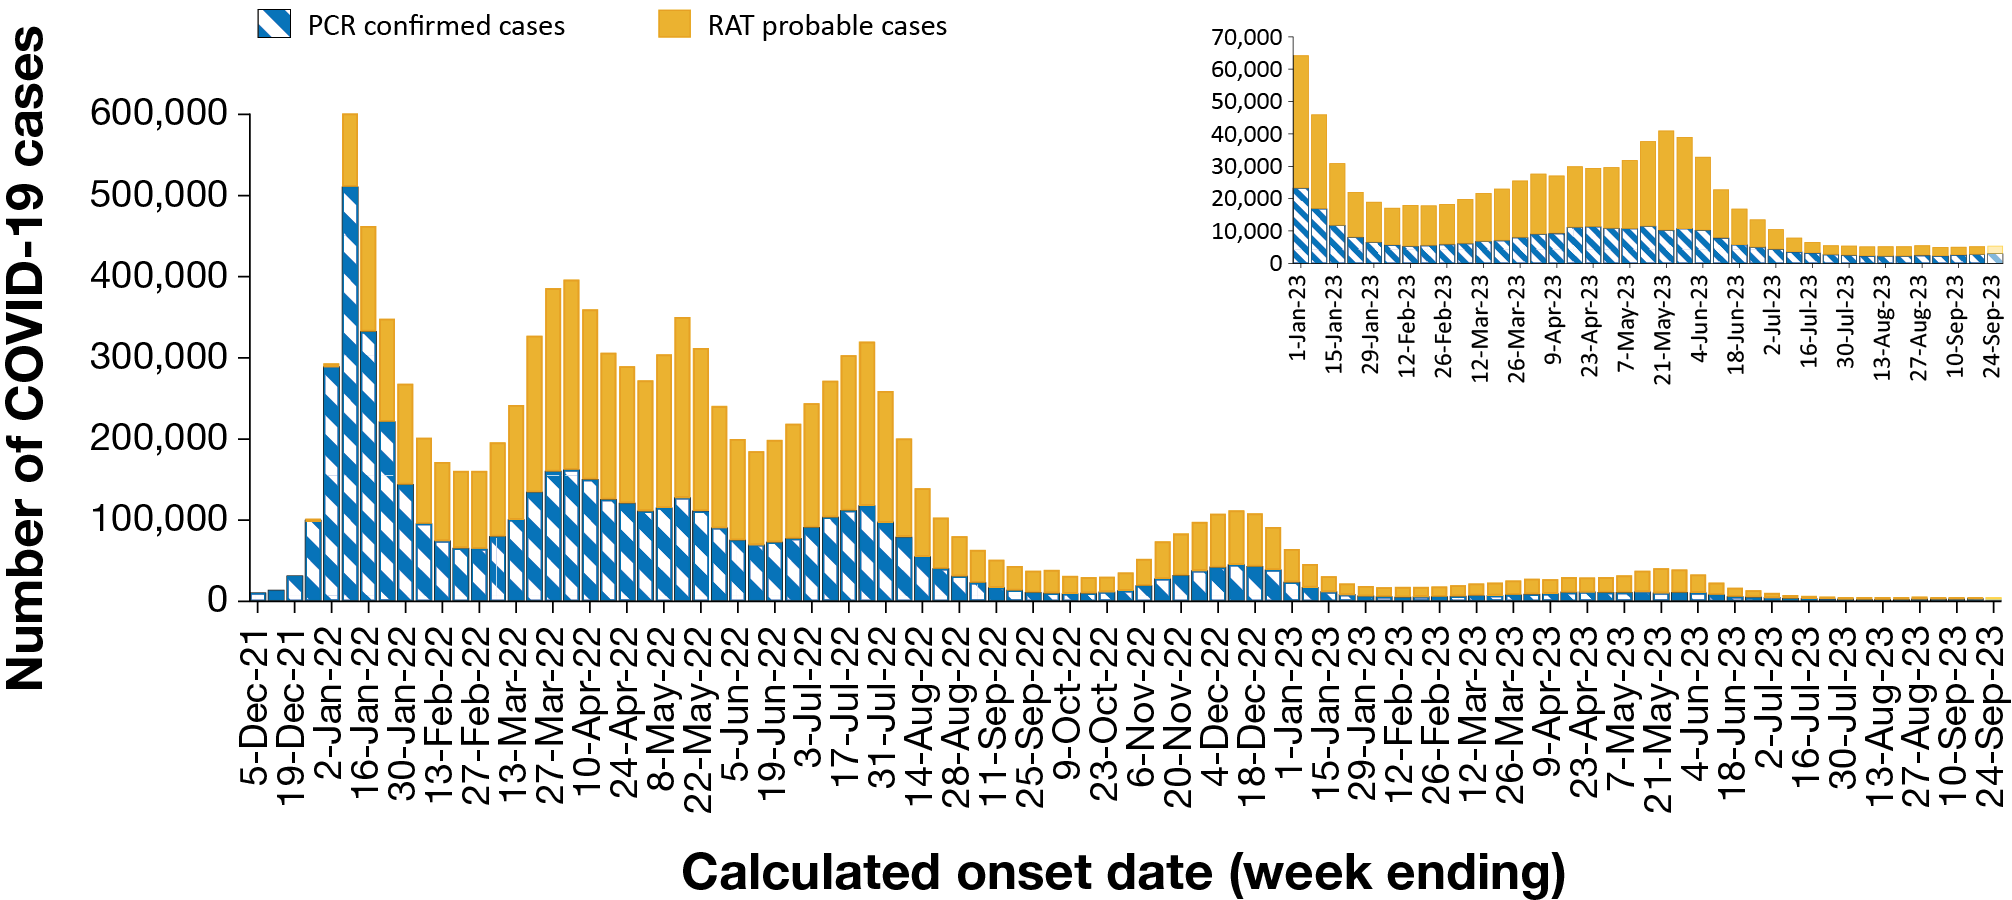 PCR confirmed cases
RAT probable cases
Number of COVID-19 cases
600,000
500,000
400,000
300,000
200,000
100,000
0
5-Dec-21
19-Dec-21
2-Jan-22
16-Jan-22
30-Jan-22
13-Feb-22
27-Feb-22
13-Mar-22
27-Mar-22
10-Apr-22
24-Apr-22
8-May-22
22-May-22
5-Jun-22
19-Jun-22
3-Jul-22
17-Jul-22
31-Jul-22
14-Aug-22
28-Aug-22
11-Sep-22
25-Sep-22
9-Oct-22
23-Oct-22
6-Nov-22
20-Nov-22
4-Dec-22
18-Dec-22
1-Jan-23
15-Jan-23
29-Jan-23
12-Feb-23
26-Feb-23
12-Mar-23
26-Mar-23
9-Apr-23
23-Apr-23
7-May-23
21-May-23
4-Jun-23
18-Jun-23
2-Jul-23
16-Jul-23
30-Jul-23
13-Aug-23
27-Aug-23
10-Sep-23
24-Sep-23
Calculated onset date (week ending)
70,000
60,000
50,000
40,000
30,000
20,000
10,000
0
1-Jan-23
15-Jan-23
29-Jan-23
12-Feb-23
26-Feb-23
12-Mar-23
26-Mar-23
9-Apr-23
23-Apr-23
7-May-23
21-May-23
4-Jun-23
18-Jun-23
2-Jul-23
16-Jul-23
30-Jul-23
13-Aug-23
27-Aug-23
10-Sep-23
24-Sep-23